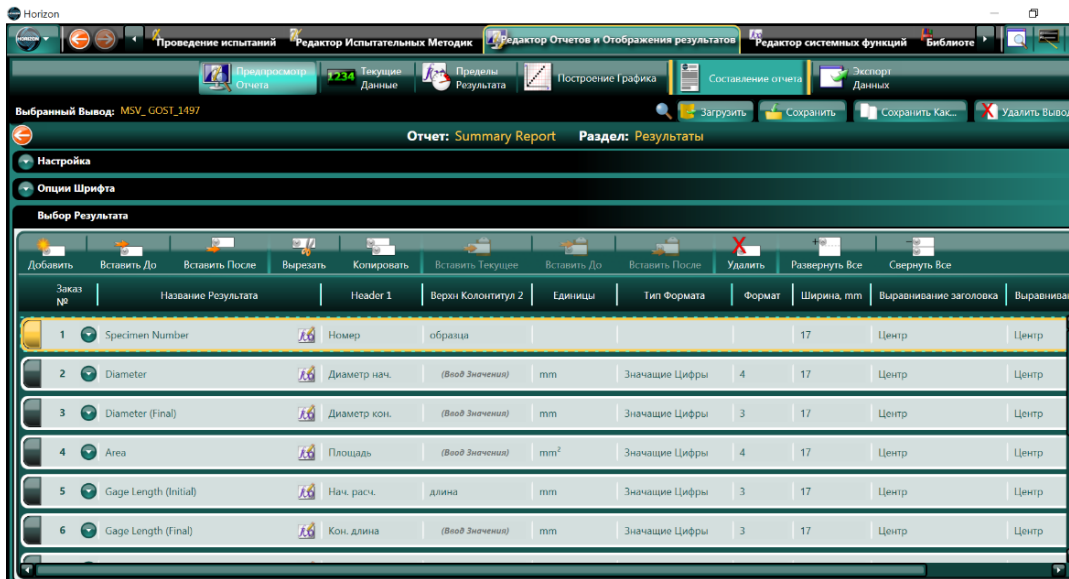 Horizon
HORIZON Проведение испытаний Редактор Испытательных Методик Редактор Отчетов и Отображения результатов Редактор системных функций Библиоте
Предпросмотр Отчета 1234 Текущие Данные Пределы Результата Построение Графика Составление отчета Экспорт Данных
Выбранный Вывод: MSV_ GOST_1497 Загрузить Сохранить Сохранить Как... Удалить Вывод
Отчет: Summary Report Раздел: Результаты
Настройка
Опции Шрифта
Выбор Результата
Добавить Вставить До Вставить После Вырезать Копировать Вставить Текущее Вставить До Вставить После Удалить Развернуть Все Свернуть Все
Заказ № Название Результата Header 1 Верхн Колонтитул 2 Единицы Тип Формата Формат Ширина, mm Выравнивание заголовка Выравнива
1 Specimen Number Номер образца 17 Центр Центр
2 Diameter Диаметр нач. (Ввод Значения) mm Значащие Цифры 4 17 Центр Центр
3 Diameter (Final) Диаметр кон. (Ввод Значения) mm Значащие Цифры 3 17 Центр Центр
4 Area Площадь (Ввод Значения) mm² Значащие Цифры 4 17 Центр Центр
5 Gage Length (Initial) Нач. расч. длина mm Значащие Цифры 3 17 Центр Центр
6 Gage Length (Final) Кон. длина (Ввод Значения) mm Значащие Цифры 3 17 Центр Центр